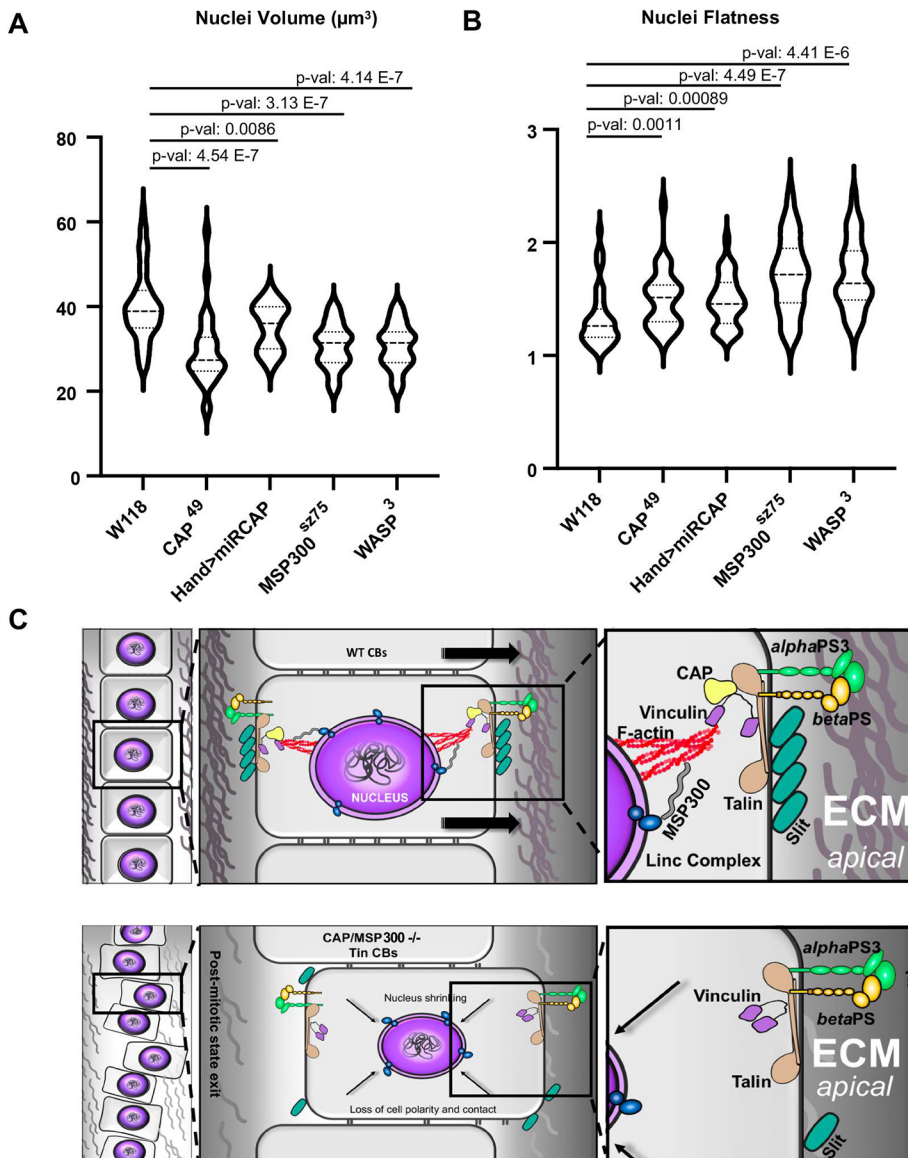 A
Nuclei Volume (µm³)
p-val: 4.14 E-7
p-val: 3.13 E-7
p-val: 0.0086
p-val: 4.54 E-7
80
60
40
20
0
W118
CAP 49
Hand>miRCAP
MSP300 sz75
WASP 3
B
Nuclei Flatness
p-val: 4.41 E-6
p-val: 4.49 E-7
p-val: 0.00089
p-val: 0.0011
3
2
1
0
W118
CAP 49
Hand>miRCAP
MSP300 sz75
WASP 3
C
WT CBs
NUCLEUS
CAP
alphaPS3
Vinculin
betaPS
F-actin
MSP300
Talin
Slit
ECM
apical
Linc Complex
Post-mitotic state exit
CAP/MSP300 -/-
Tin CBs
Nucleus shrinking
Loss of cell polarity and contact
alphaPS3
Vinculin
betaPS
ECM
apical
Talin
Slit